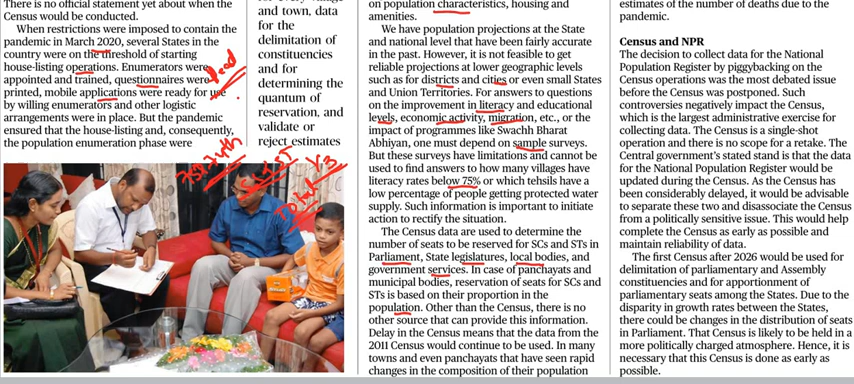 There is no official statement yet about when the
Census would be conducted.
When restrictions were imposed to contain the
pandemic in March 2020, several States in the
country were on the threshold of starting
house-listing operations. Enumerators were
appointed and trained, questionnaires were
printed, mobile applications were ready for use
by willing enumerators and other logistic
arrangements were in place. But the pandemic
ensured that the house-listing and, consequently,
the population enumeration phase were
and town, data
for the
delimitation of
constituencies
and for
determining the
quantum of
reservation, and
validate or
reject estimates
on population characteristics, housing and
amenities.
We have population projections at the State
and national level that have been fairly accurate
in the past. However, it is not feasible to get
reliable projections at lower geographic levels
such as for districts and cities or even small States
and Union Territories. For answers to questions
on the improvement in literacy and educational
levels, economic activity, migration, etc., or the
impact of programmes like Swachh Bharat
Abhiyan, one must depend on sample surveys.
But these surveys have limitations and cannot be
used to find answers to how many villages have
literacy rates below 75% or which tehsils have a
low percentage of people getting protected water
supply. Such information is important to initiate
action to rectify the situation.
The Census data are used to determine the
number of seats to be reserved for SCs and STs in
Parliament, State legislatures, local bodies, and
government services. In case of panchayats and
municipal bodies, reservation of seats for SCs and
STs is based on their proportion in the
population. Other than the Census, there is no
other source that can provide this information.
Delay in the Census means that the data from the
2011 Census would continue to be used. In many
towns and even panchayats that have seen rapid
changes in the composition of their population
estimates of the number of deaths due to the
pandemic.
Census and NPR
The decision to collect data for the National
Population Register by piggybacking on the
Census operations was the most debated issue
before the Census was postponed. Such
controversies negatively impact the Census,
which is the largest administrative exercise for
collecting data. The Census is a single-shot
operation and there is no scope for a retake. The
Central government's stated stand is that the data
for the National Population Register would be
updated during the Census. As the Census has
been considerably delayed, it would be advisable
to separate these two and disassociate the Census
from a politically sensitive issue. This would help
complete the Census as early as possible and
maintain reliability of data.
The first Census after 2026 would be used for
delimitation of parliamentary and Assembly
constituencies and for apportionment of
parliamentary seats among the States. Due to the
disparity in growth rates between the States,
there could be changes in the distribution of seats
in Parliament. That Census is likely to be held in a
more politically charged atmosphere. Hence, it is
necessary that this Census is done as early as
possible.